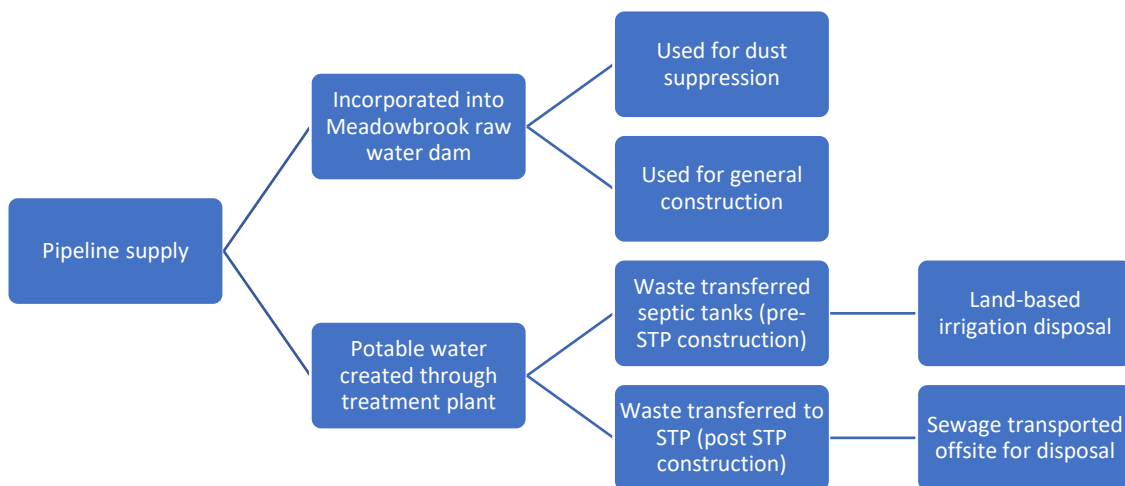 Pipeline supply
Incorporated into
Meadowbrook raw
water dam
Used for dust
suppression
Used for general
construction
Potable water
created through
treatment plant
Waste transferred
septic tanks (pre-
STP construction)
Land-based
irrigation disposal
Waste transferred to
STP (post STP
construction)
Sewage transported
offsite for disposal